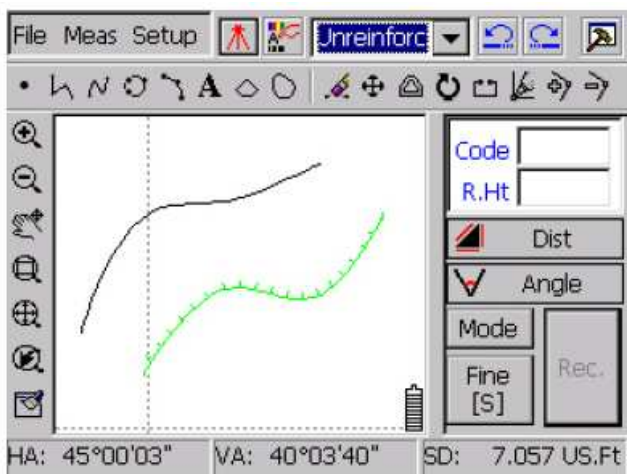 File Meas Setup Unreinforc
A
Code
R.Ht
Dist
Angle
Mode
Fine
[S]
Rec.
HA: 45°00'03" VA: 40°03'40" SD: 7.057 US.Ft